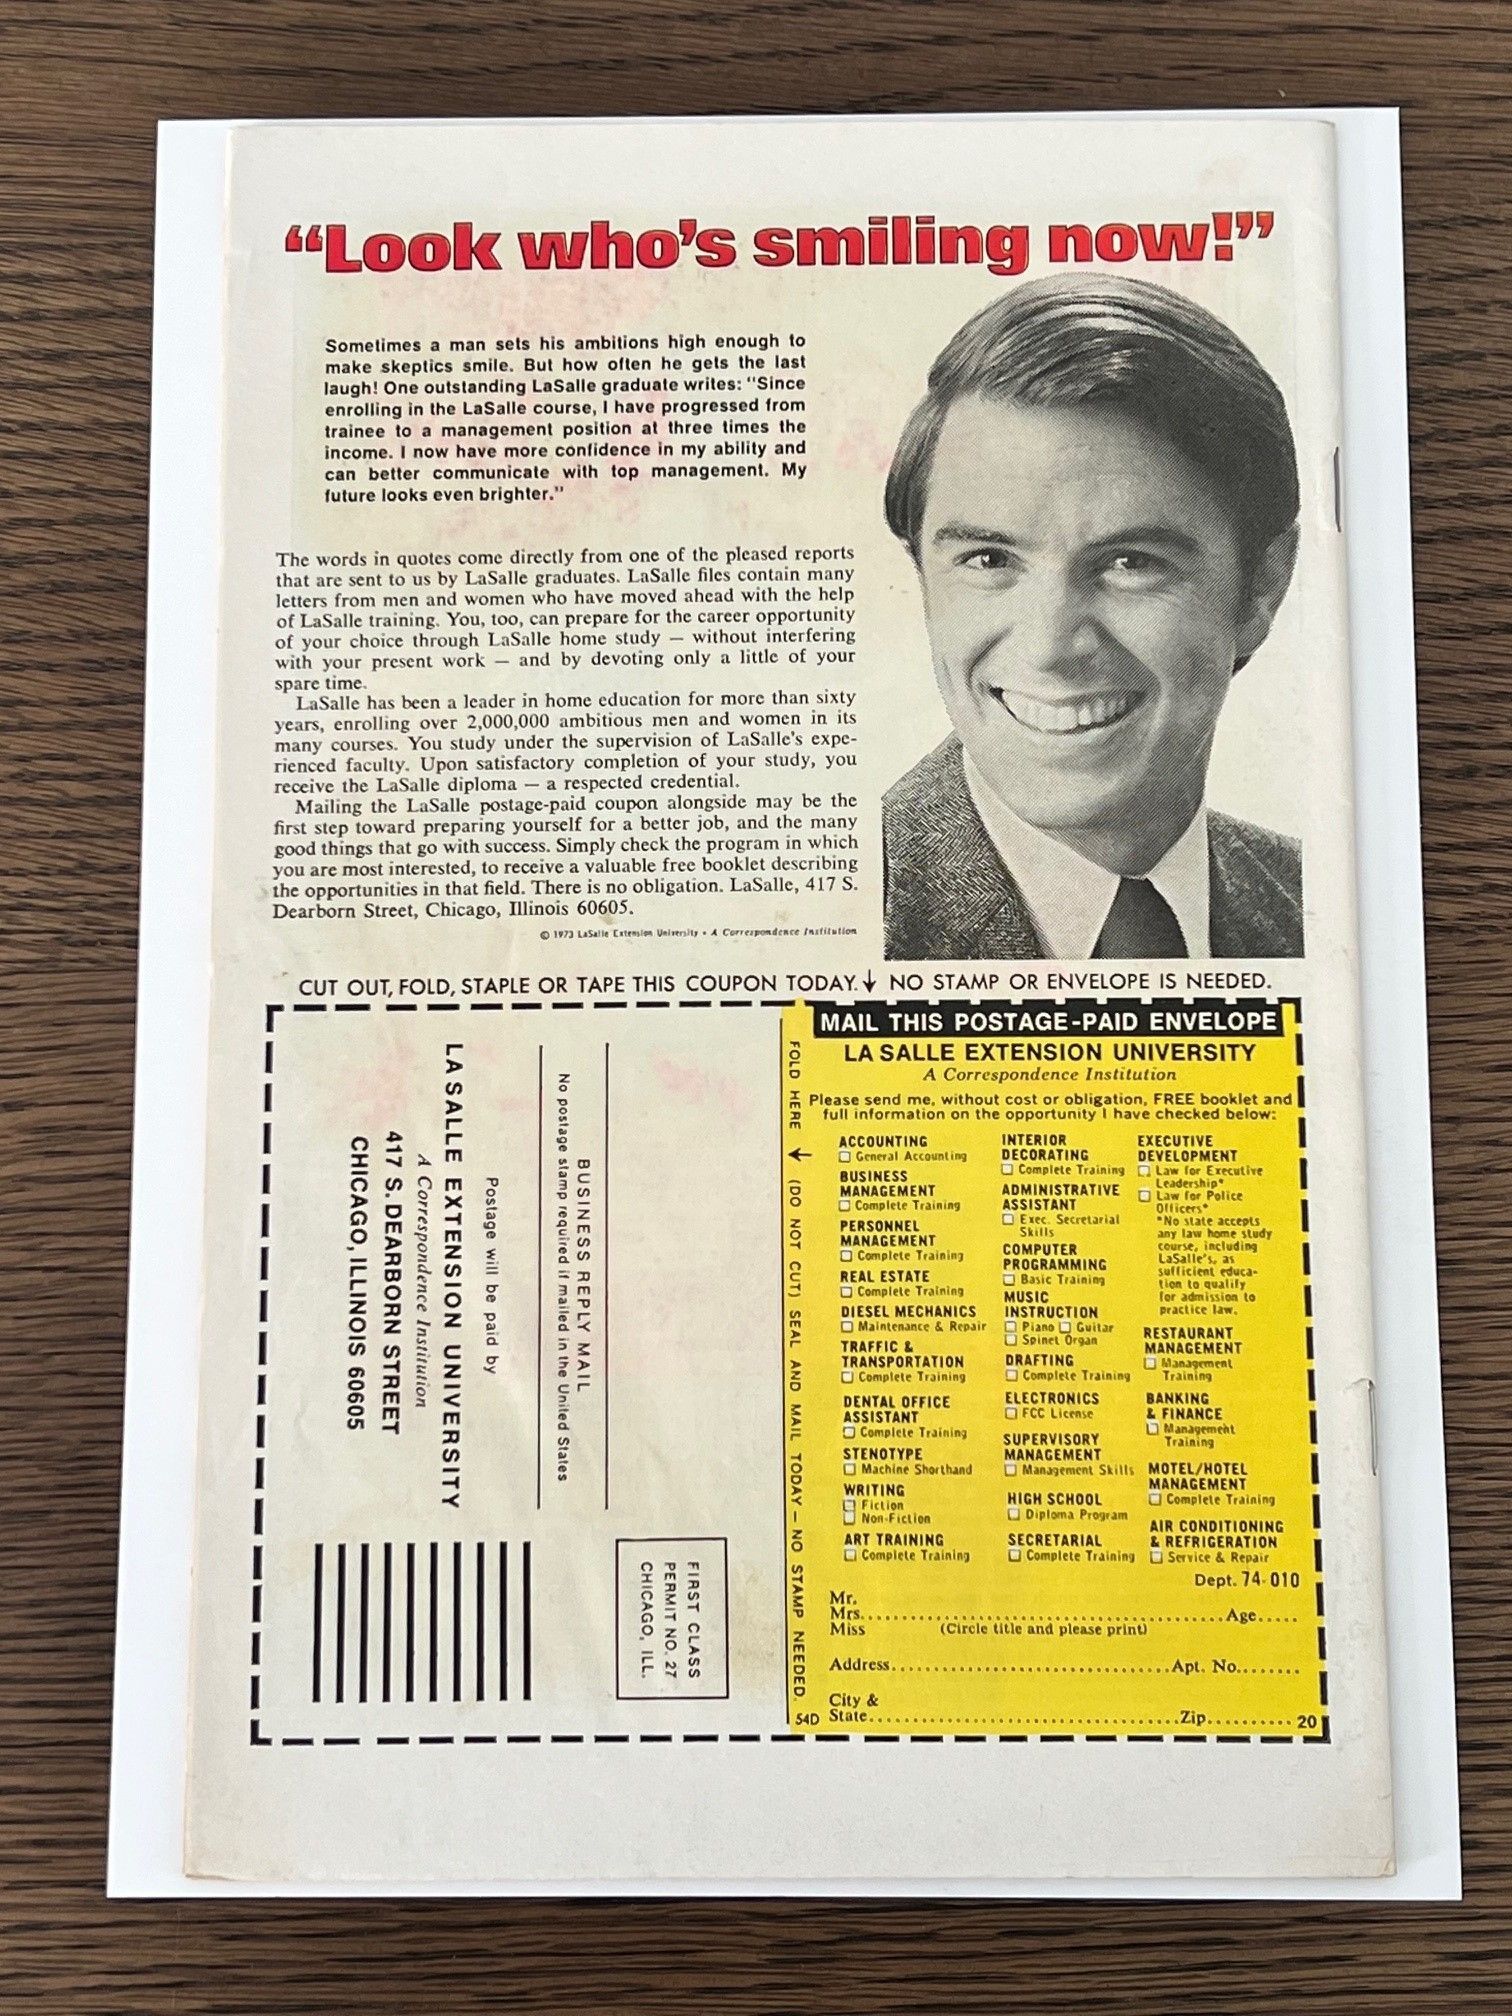 “Look who’s smiling now!”
Sometimes a man sets his ambitions high enough to
make skeptics smile. But how often he gets the last
laugh! One outstanding LaSalle graduate writes: "Since
enrolling in the LaSalle course, I have progressed from
trainee to a management position at three times the
income. I now have more confidence in my ability and
can better communicate with top management. My
future looks even brighter."
The words in quotes come directly from one of the pleased reports
that are sent to us by LaSalle graduates. LaSalle files contain many
letters from men and women who have moved ahead with the help
of LaSalle training. You, too, can prepare for the career opportunity
of your choice through LaSalle home study — without interfering
with your present work — and by devoting only a little of your
spare time.
LaSalle has been a leader in home education for more than sixty
years, enrolling over 2,000,000 ambitious men and women in its
many courses. You study under the supervision of LaSalle's expe-
rienced faculty. Upon satisfactory completion of your study, you
receive the LaSalle diploma — a respected credential.
Mailing the LaSalle postage-paid coupon alongside may be the
first step toward preparing yourself for a better job, and the many
good things that go with success. Simply check the program in which
you are most interested, to receive a valuable free booklet describing
the opportunities in that field. There is no obligation. LaSalle, 417 S.
Dearborn Street, Chicago, Illinois 60605.
© 1973 LaSalle Extension University • A Correspondence Institution
CUT OUT, FOLD, STAPLE OR TAPE THIS COUPON TODAY.↓ NO STAMP OR ENVELOPE IS NEEDED.
BUSINESS REPLY MAIL
No postage stamp required if mailed in the United States
Postage will be paid by
LA SALLE EXTENSION UNIVERSITY
A Correspondence Institution
417 S. DEARBORN STREET
CHICAGO, ILLINOIS 60605
FIRST CLASS
PERMIT NO. 27
CHICAGO, ILL.
FOLD HERE ← (DO NOT CUT) SEAL AND MAIL TODAY — NO STAMP NEEDED.
MAIL THIS POSTAGE-PAID ENVELOPE
LA SALLE EXTENSION UNIVERSITY
A Correspondence Institution
Please send me, without cost or obligation, FREE booklet and
full information on the opportunity I have checked below:
ACCOUNTING
☐ General Accounting
BUSINESS
MANAGEMENT
☐ Complete Training
PERSONNEL
MANAGEMENT
☐ Complete Training
REAL ESTATE
☐ Complete Training
DIESEL MECHANICS
☐ Maintenance & Repair
TRAFFIC &
TRANSPORTATION
☐ Complete Training
DENTAL OFFICE
ASSISTANT
☐ Complete Training
STENOTYPE
☐ Machine Shorthand
WRITING
☐ Fiction
☐ Non-Fiction
ART TRAINING
☐ Complete Training
INTERIOR
DECORATING
☐ Complete Training
ADMINISTRATIVE
ASSISTANT
☐ Exec. Secretarial
Skills
COMPUTER
PROGRAMMING
☐ Basic Training
MUSIC
INSTRUCTION
☐ Piano ☐ Guitar
☐ Spinet Organ
DRAFTING
☐ Complete Training
ELECTRONICS
☐ FCC License
SUPERVISORY
MANAGEMENT
☐ Management Skills
HIGH SCHOOL
☐ Diploma Program
SECRETARIAL
☐ Complete Training
EXECUTIVE
DEVELOPMENT
☐ Law for Executive
Leadership*
☐ Law for Police
Officers*
*No state accepts
any law home study
course, including
LaSalle's, as
sufficient educa-
tion to qualify
for admission to
practice law.
RESTAURANT
MANAGEMENT
☐ Management
Training
BANKING
& FINANCE
☐ Management
Training
MOTEL/HOTEL
MANAGEMENT
☐ Complete Training
AIR CONDITIONING
& REFRIGERATION
☐ Service & Repair
Dept. 74-010
Mr.
Mrs. Age
Miss (Circle title and please print)
Address Apt. No.
City &
54D State Zip 20